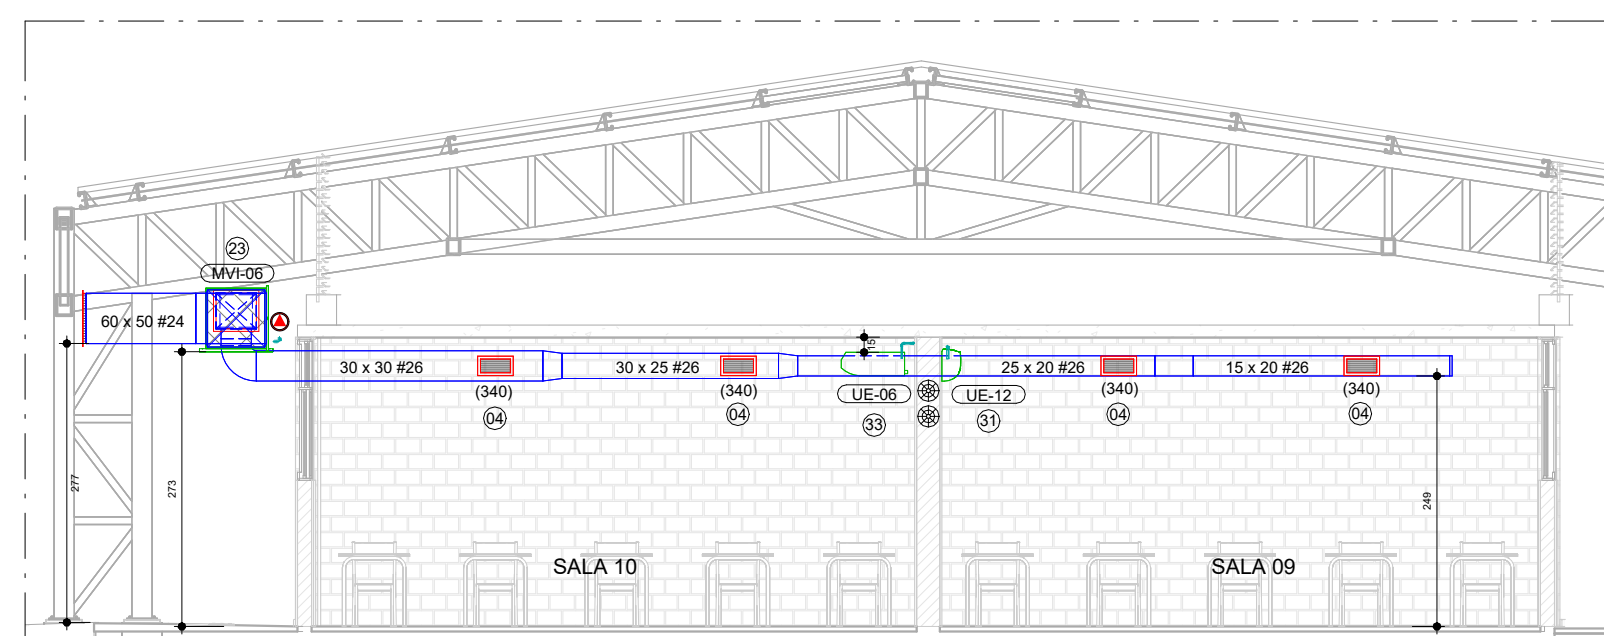 23
MVI-06
60 x 50 #24
15
30 x 30 #26
30 x 25 #26
25 x 20 #26
15 x 20 #26
(340)
(340)
(340)
(340)
04
04
04
04
UE-06
UE-12
33
31
277
273
249
SALA 10
SALA 09